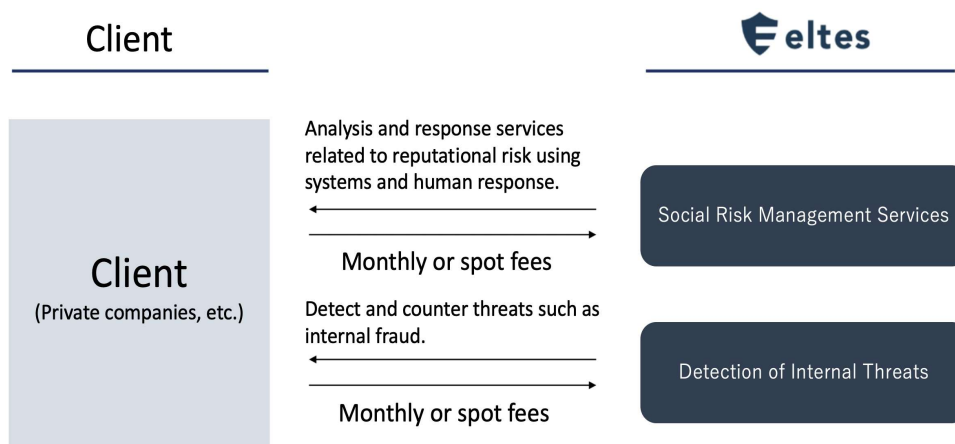 Client
eltes
Analysis and response services
related to reputational risk using
systems and human response.
Social Risk Management Services
Monthly or spot fees
Client
(Private companies, etc.)
Detect and counter threats such as
internal fraud.
Detection of Internal Threats
Monthly or spot fees